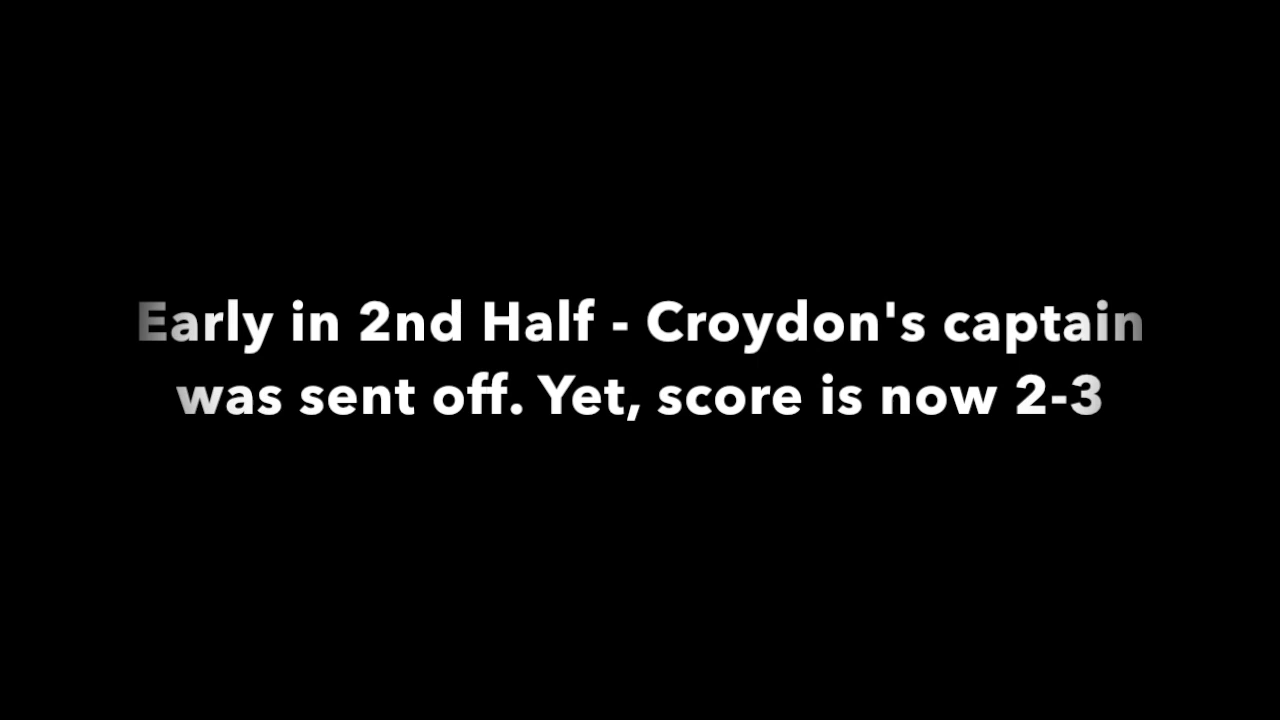 Early in 2nd Half - Croydon's captain
was sent off. Yet, score is now 2-3